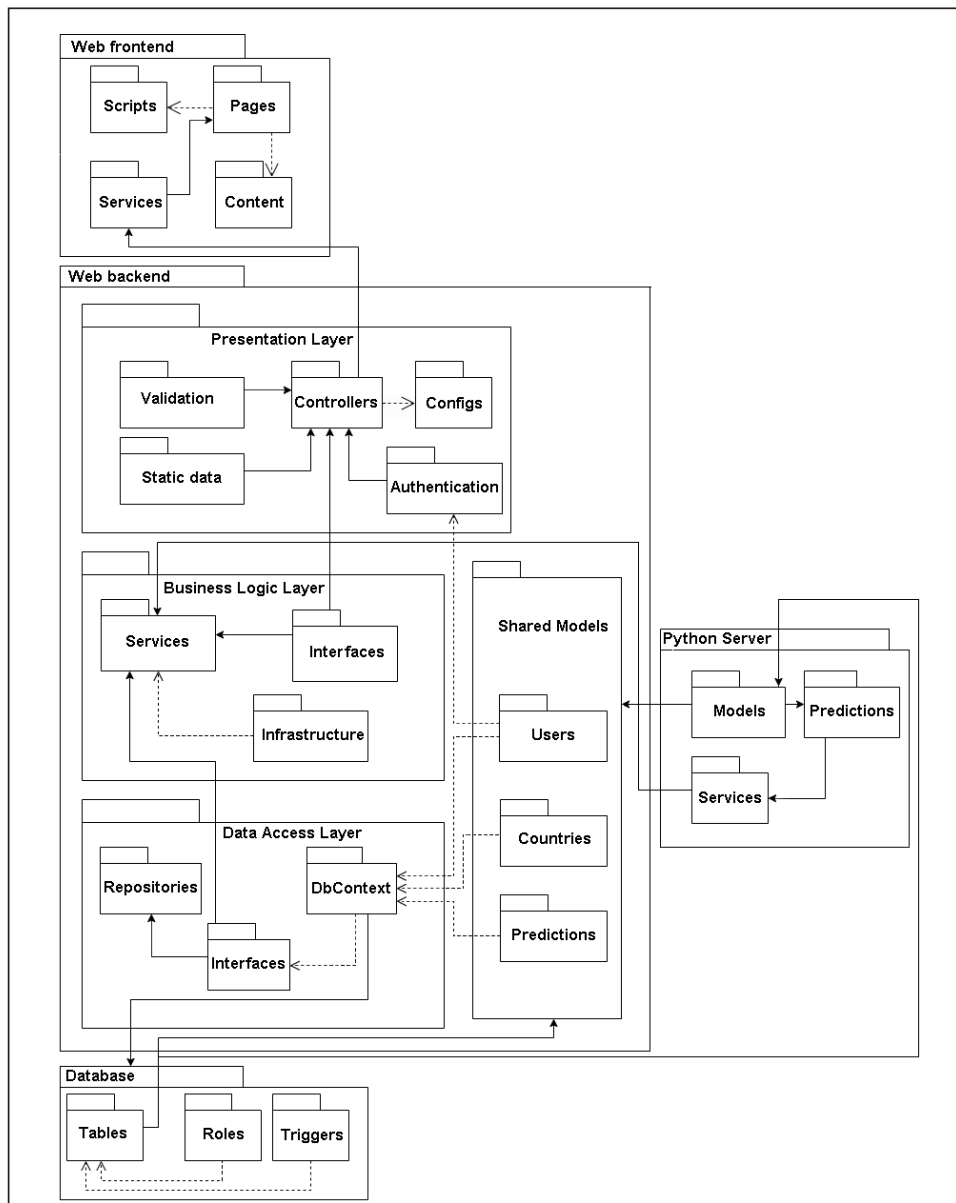 Web frontend
Scripts
Pages
Services
Content
Web backend
Presentation Layer
Validation
Controllers
Configs
Static data
Authentication
Business Logic Layer
Services
Interfaces
Infrastructure
Shared Models
Users
Countries
Predictions
Python Server
Models
Predictions
Services
Data Access Layer
Repositories
DbContext
Interfaces
Database
Tables
Roles
Triggers